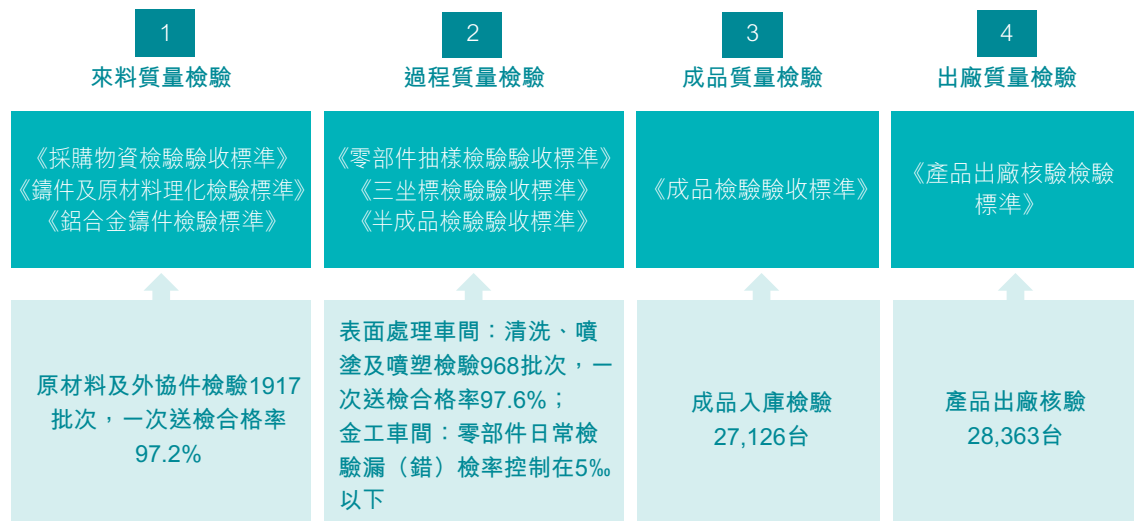 1
來料質量檢驗
《採購物資檢驗驗收標準》
《鑄件及原材料理化檢驗標準》
《鋁合金鑄件檢驗標準》
原材料及外協件檢驗1917
批次，一次送檢合格率
97.2%
2
過程質量檢驗
《零部件抽樣檢驗驗收標準》
《三坐標檢驗驗收標準》
《半成品檢驗驗收標準》
表面處理車間：清洗、噴
塗及噴塑檢驗968批次，一
次送檢合格率97.6%；
金工車間：零部件日常檢
驗漏（錯）檢率控制在5‰
以下
3
成品質量檢驗
《成品檢驗驗收標準》
成品入庫檢驗
27,126台
4
出廠質量檢驗
《產品出廠核驗檢驗
標準》
產品出廠核驗
28,363台